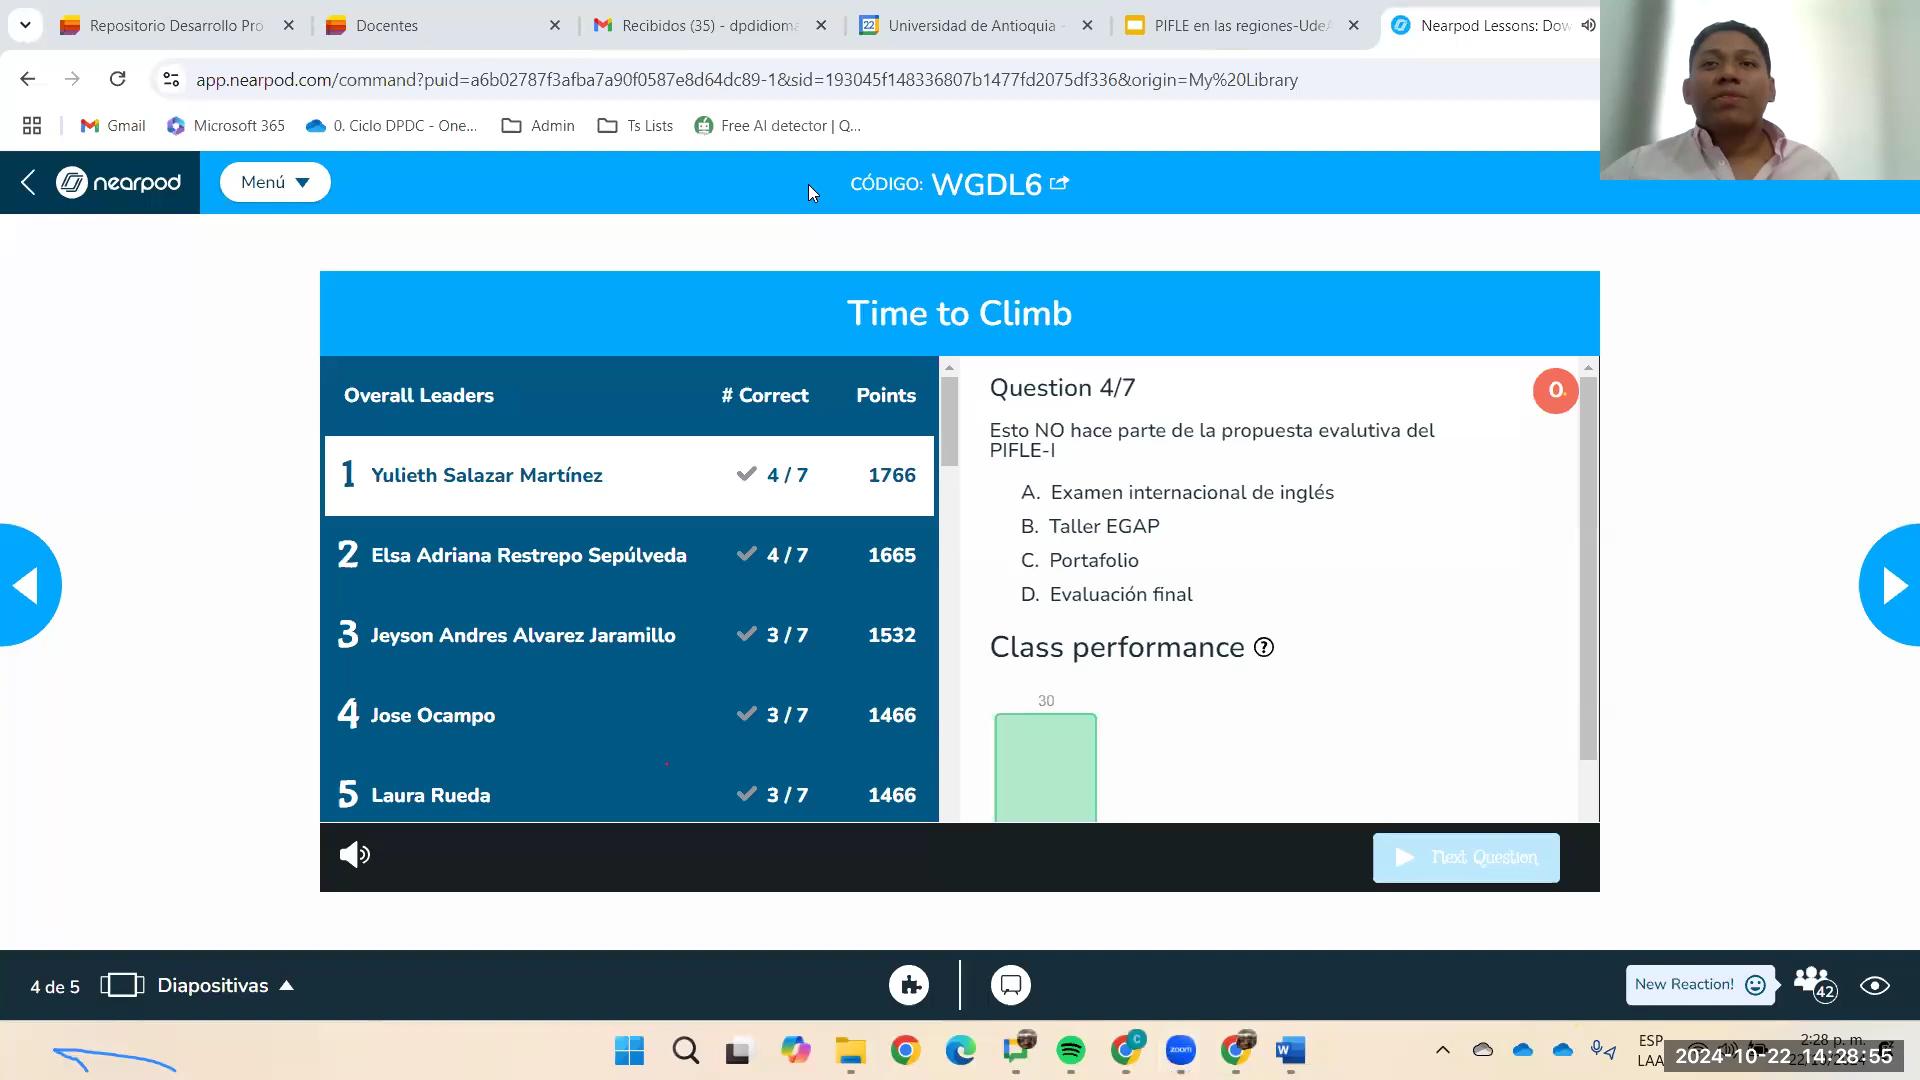 Repositorio Desarrollo Pro
Docentes
Recibidos (35) - dpdidioma
Universidad de Antioquia -
PIFLE en las regiones-UdeA
Nearpod Lessons: Dow
app.nearpod.com/command?puid=a6b02787f3afba7a90f0587e8d64dc89-1&sid=193045f148336807b1477fd2075df336&origin=My%20Library
Gmail
Microsoft 365
0. Ciclo DPDC - One...
Admin
Ts Lists
Free AI detector | Q...
nearpod
Menú
CÓDIGO: WGDL6
Time to Climb
Overall Leaders # Correct Points
1 Yulieth Salazar Martínez 4 / 7 1766
2 Elsa Adriana Restrepo Sepúlveda 4 / 7 1665
3 Jeyson Andres Alvarez Jaramillo 3 / 7 1532
4 Jose Ocampo 3 / 7 1466
5 Laura Rueda 3 / 7 1466
Question 4/7
0
Esto NO hace parte de la propuesta evalutiva del
PIFLE-I
A. Examen internacional de inglés
B. Taller EGAP
C. Portafolio
D. Evaluación final
Class performance
30
Next Question
4 de 5
Diapositivas
New Reaction!
42
zoom
ESP
LAA
2:28 p. m.
2024-10-22 14:28:55